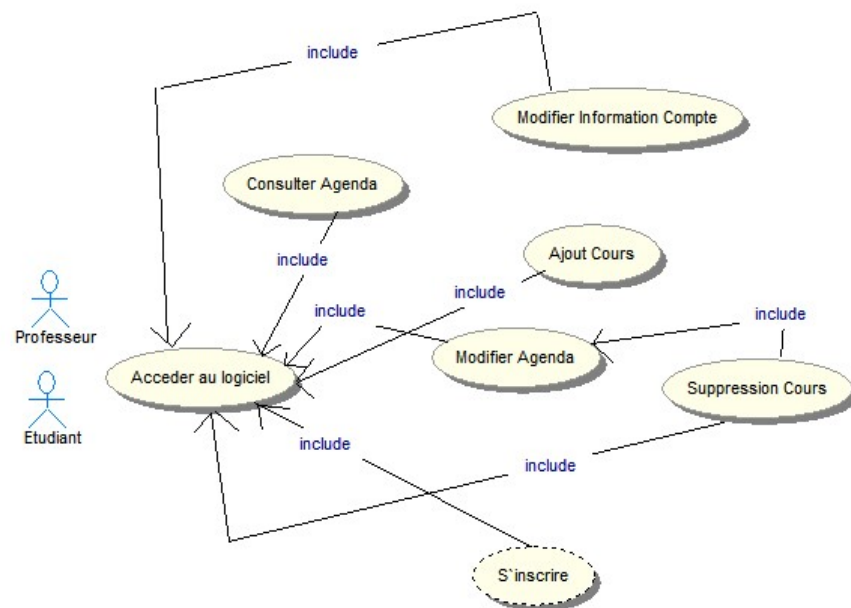 include
Modifier Information Compte
Consulter Agenda
Ajout Cours
include
include
include
include
Professeur
Modifier Agenda
Acceder au logiciel
Suppression Cours
Etudiant
include
include
S`inscrire